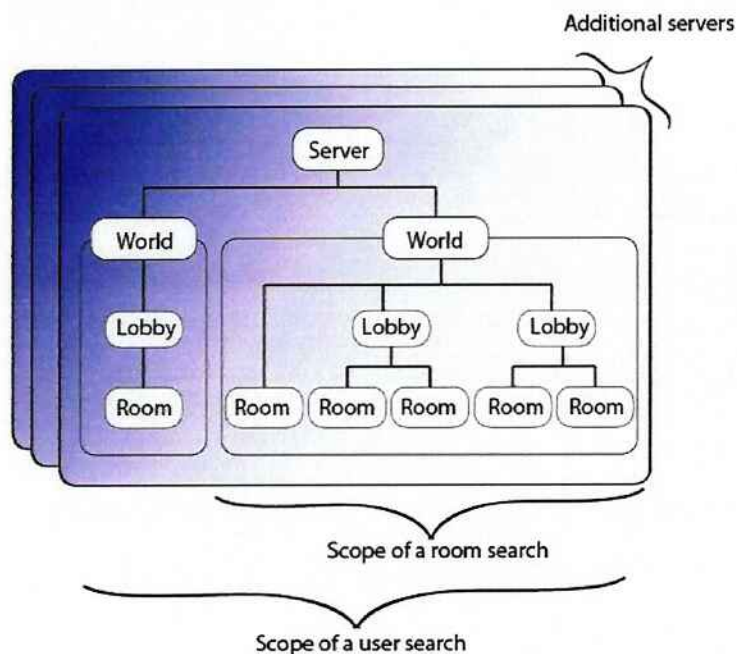 Additional servers
Server
World World
Lobby Lobby Lobby
Room Room Room Room Room Room
Scope of a room search
Scope of a user search